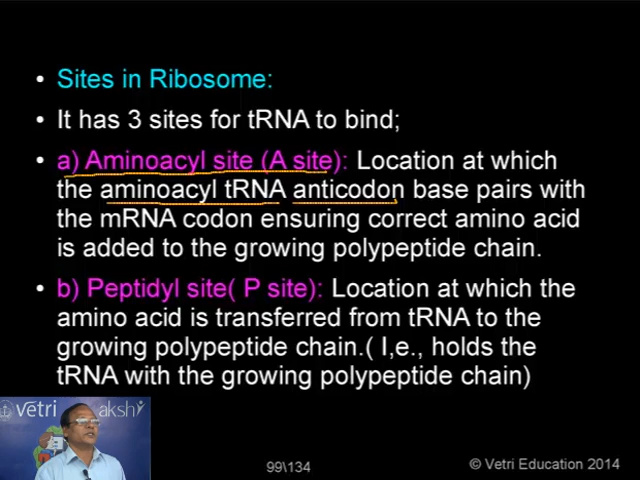 Sites in Ribosome:
It has 3 sites for tRNA to bind;
a) Aminoacyl site (A site): Location at which
the aminoacyl tRNA anticodon base pairs with
the mRNA codon ensuring correct amino acid
is added to the growing polypeptide chain.
b) Peptidyl site( P site): Location at which the
amino acid is transferred from tRNA to the
growing polypeptide chain.( I,e., holds the
tRNA with the growing polypeptide chain)
vetri akshi
99\134
© Vetri Education 2014